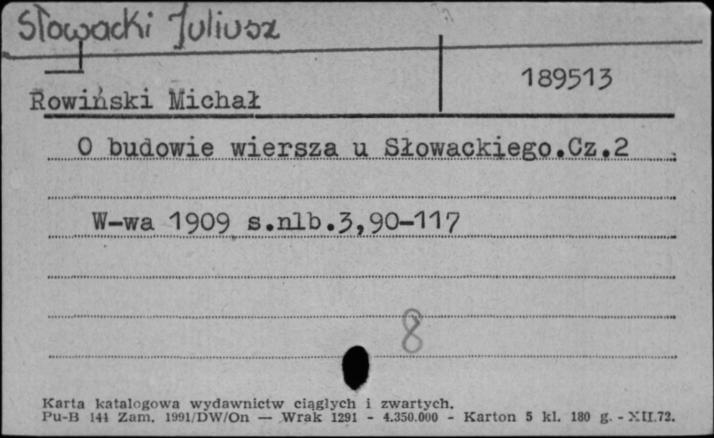 Słowacki Juliusz
189513
Rowiński Michał
O budowie wiersza u Słowackiego.Cz.2
W-wa 1909 s.nlb.3,90-117
8
Karta katalogowa wydawnictw ciągłych i zwartych.
Pu-B 144 Zam. 1991/DW/On — Wrak 1291 - 4.350.000 - Karton 5 kl. 180 g. - XII.72.